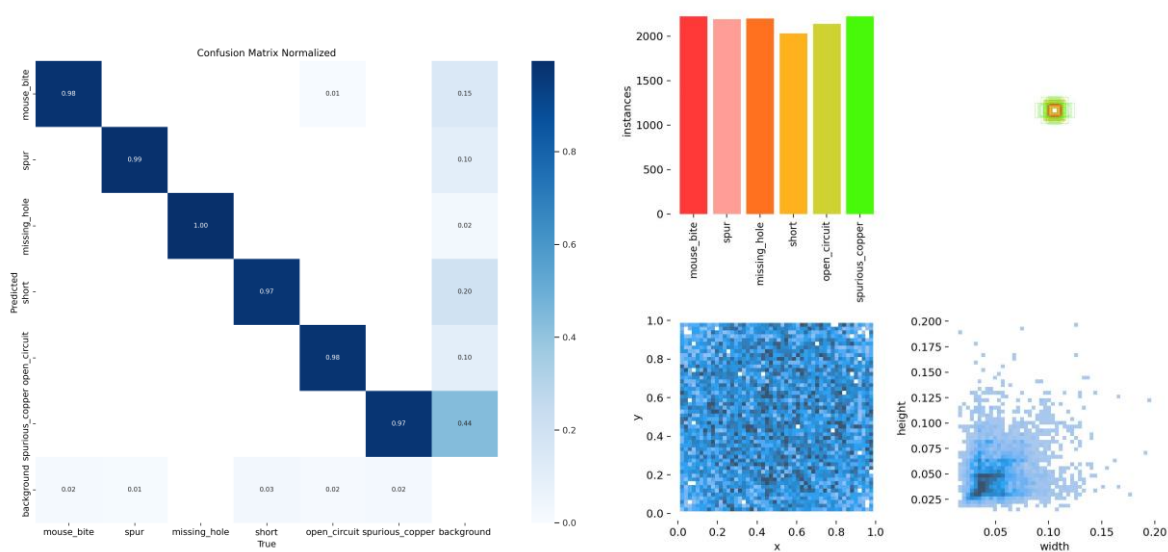 Confusion Matrix Normalized
Predicted
mouse_bite
spur
missing_hole
short
open_circuit
spurious_copper
background
0.98 0.01 0.15
0.99 0.10
1.00 0.02
0.97 0.20
0.98 0.10
0.97 0.44
0.02 0.01 0.03 0.02 0.02
mouse_bite spur missing_hole short open_circuit spurious_copper background
True
0.8
0.6
0.4
0.2
0.0
instances
2000
1500
1000
500
0
mouse_bite
spur
missing_hole
short
open_circuit
spurious_copper
y
1.0
0.8
0.6
0.4
0.2
0.0
0.0 0.2 0.4 0.6 0.8 1.0
x
height
0.200
0.175
0.150
0.125
0.100
0.075
0.050
0.025
0.05 0.10 0.15 0.20
width